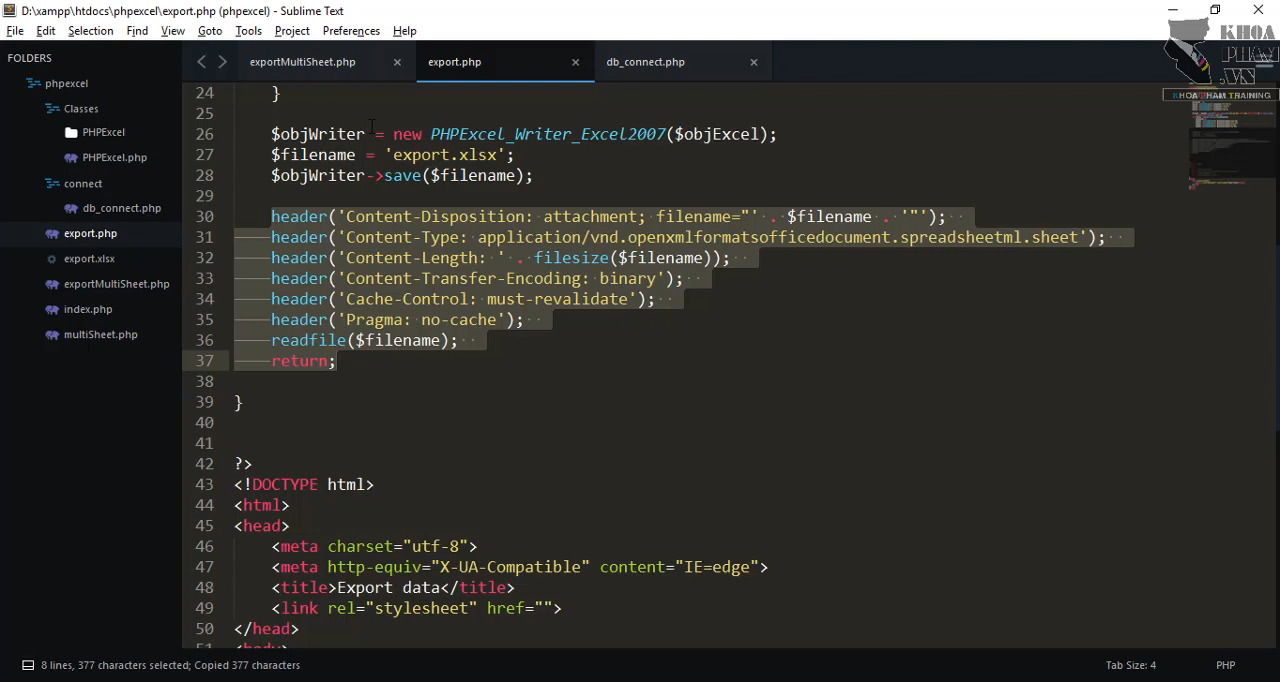 D:\xampp\htdocs\phpexcel\export.php (phpexcel) - Sublime Text
File Edit Selection Find View Goto Tools Project Preferences Help
KHOA
PHAM
.VN
KHOA PHAM TRAINING
FOLDERS
phpexcel
Classes
PHPExcel
PHPExcel.php
connect
db_connect.php
export.php
export.xlsx
exportMultiSheet.php
index.php
multiSheet.php
exportMultiSheet.php × export.php × db_connect.php ×
24 }
25
26 $objWriter = new PHPExcel_Writer_Excel2007($objExcel);
27 $filename = 'export.xlsx';
28 $objWriter->save($filename);
29
30 header('Content-Disposition: attachment; filename="' . $filename . '"');
31 header('Content-Type: application/vnd.openxmlformatsofficedocument.spreadsheetml.sheet');
32 header('Content-Length: ' . filesize($filename));
33 header('Content-Transfer-Encoding: binary');
34 header('Cache-Control: must-revalidate');
35 header('Pragma: no-cache');
36 readfile($filename);
37 return;
38
39 }
40
41
42 ?>
43 <!DOCTYPE html>
44 <html>
45 <head>
46 <meta charset="utf-8">
47 <meta http-equiv="X-UA-Compatible" content="IE=edge">
48 <title>Export data</title>
49 <link rel="stylesheet" href="">
50 </head>
51 <body>
8 lines, 377 characters selected; Copied 377 characters
Tab Size: 4
PHP